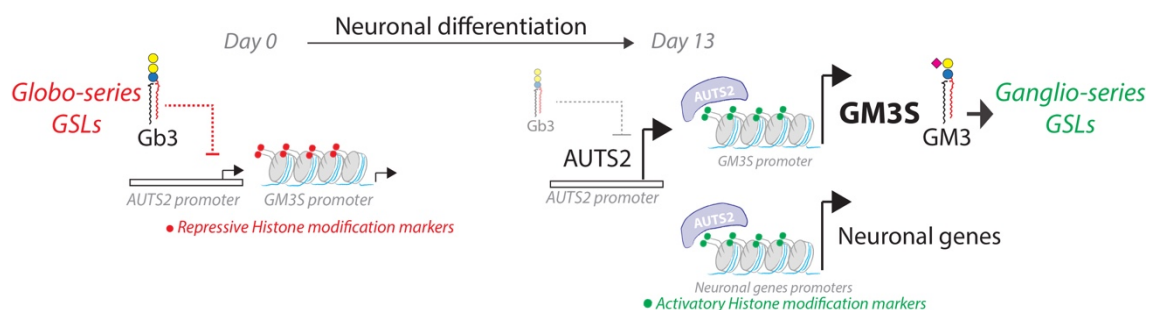 Day 0
Neuronal differentiation
Day 13
Globo-series
GSLs
Gb3
AUTS2 promoter
GM3S promoter
Repressive Histone modification markers
Gb3
AUTS2
AUTS2 promoter
AUTS2
GM3S promoter
GM3S
GM3
Ganglio-series
GSLs
AUTS2
Neuronal genes
Neuronal genes promoters
Activatory Histone modification markers